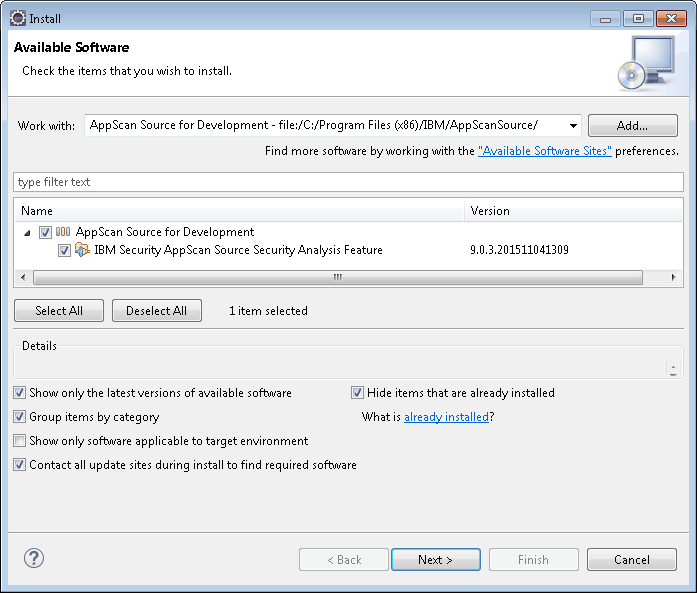 Install
Available Software
Check the items that you wish to install.
Work with: AppScan Source for Development - file:/C:/Program Files (x86)/IBM/AppScanSource/ Add...
Find more software by working with the "Available Software Sites" preferences.
type filter text
Name Version
AppScan Source for Development
IBM Security AppScan Source Security Analysis Feature 9.0.3.201511041309
Select All Deselect All 1 item selected
Details
Show only the latest versions of available software Hide items that are already installed
Group items by category What is already installed?
Show only software applicable to target environment
Contact all update sites during install to find required software
? < Back Next > Finish Cancel